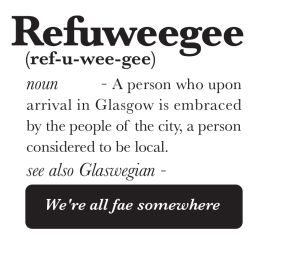 Refuweegee
(ref-u-wee-gee)
noun - A person who upon
arrival in Glasgow is embraced
by the people of the city, a person
considered to be local.
see also Glaswegian -
We're all fae somewhere